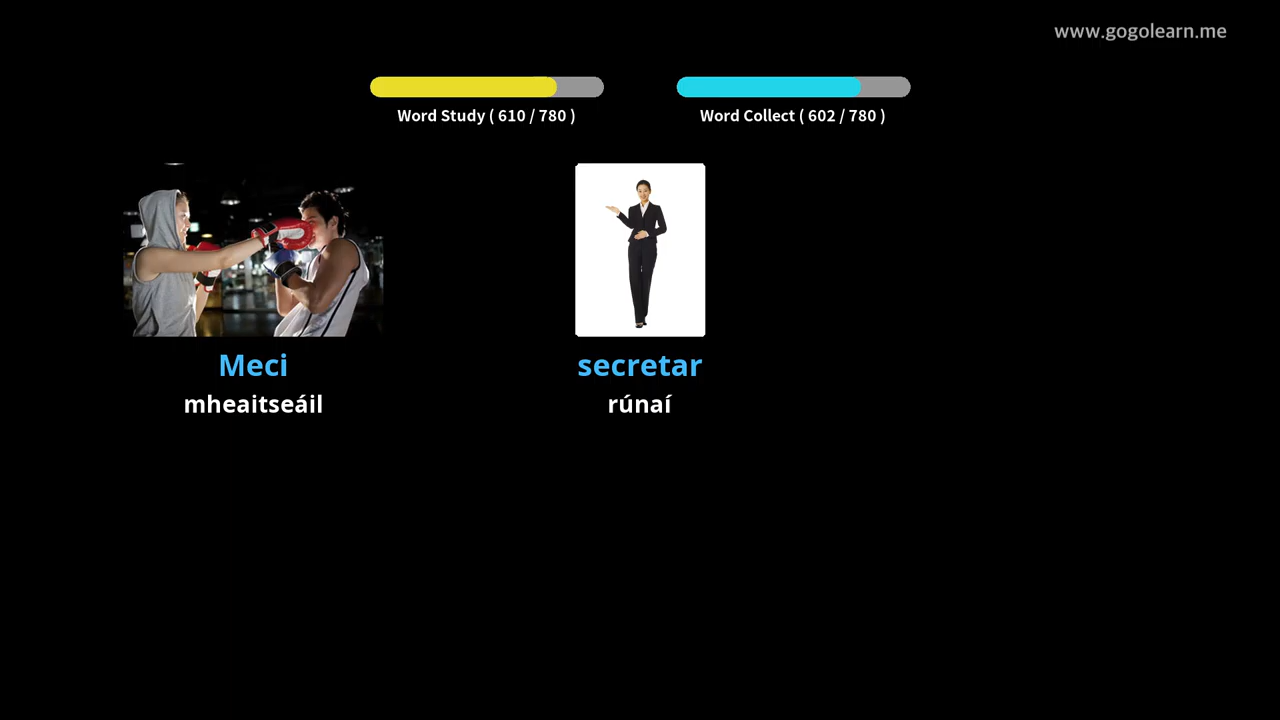 www.gogolearn.me
Word Study ( 610 / 780 )
Word Collect ( 602 / 780 )
Meci
secretar
mheaitseáil
rúnaí